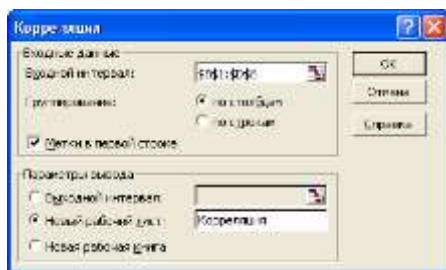 Корреляция
Входные данные
Входной интервал:
Группирование:
по столбцам
по строкам
Метки в первой строке
OK
Отмена
Справка
Параметры вывода
Выходной интервал:
Новый рабочий лист:
Корреляция
Новая рабочая книга